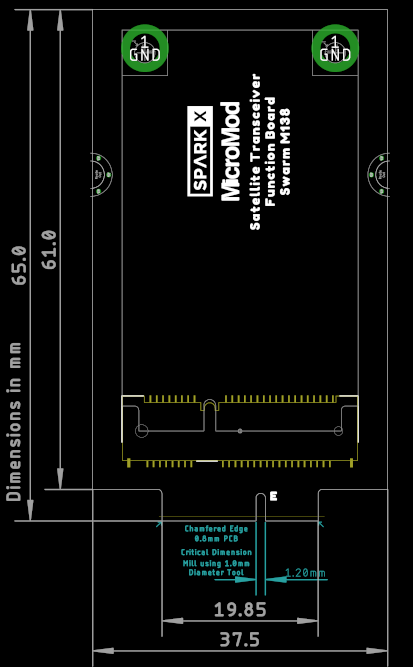 1
GND
1
GND
SPARK X
MicroMod
Satellite Transceiver
Function Board
Swarm M138
65.0
61.0
Dimensions in mm
E
Chamfered Edge
0.8mm PCB
Critical Dimension
Mill using 1.0mm
Diameter Tool
1.20mm
19.85
37.5